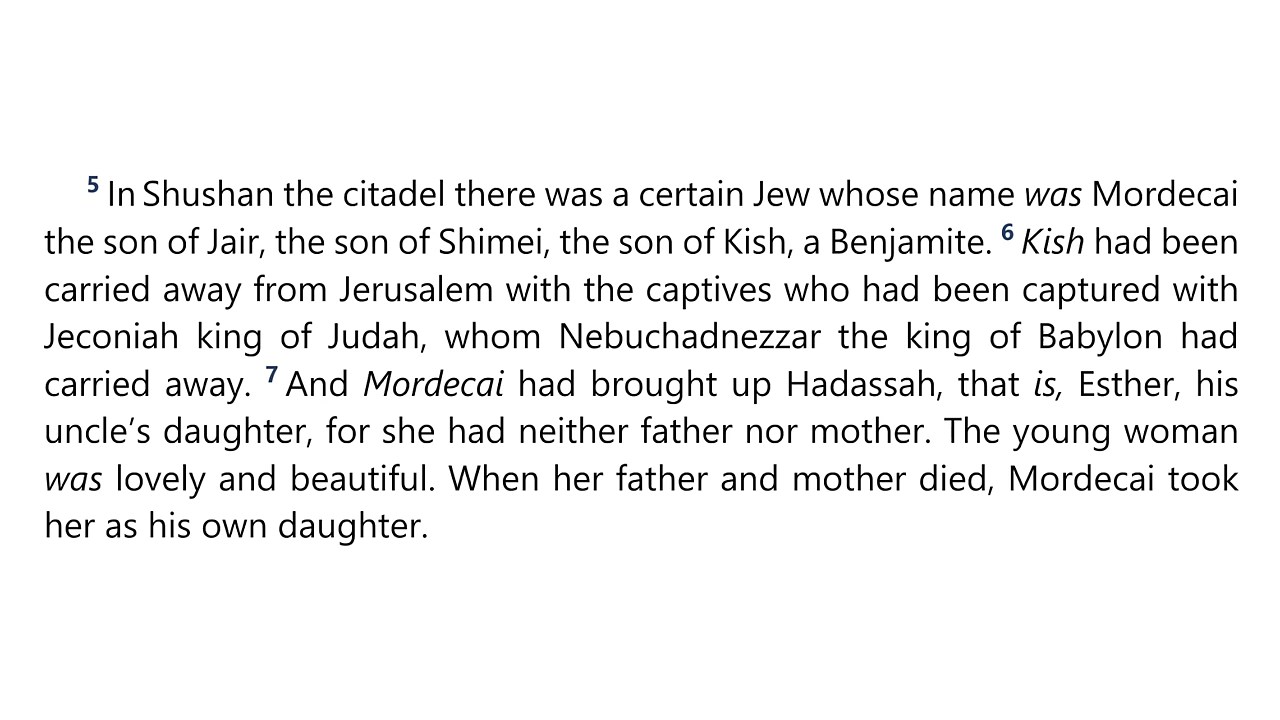 5 In Shushan the citadel there was a certain Jew whose name was Mordecai
the son of Jair, the son of Shimei, the son of Kish, a Benjamite. 6 Kish had been
carried away from Jerusalem with the captives who had been captured with
Jeconiah king of Judah, whom Nebuchadnezzar the king of Babylon had
carried away. 7 And Mordecai had brought up Hadassah, that is, Esther, his
uncle’s daughter, for she had neither father nor mother. The young woman
was lovely and beautiful. When her father and mother died, Mordecai took
her as his own daughter.